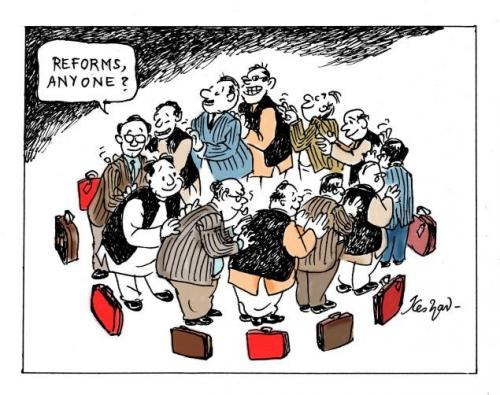 REFORMS,
ANYONE?
Keshav-